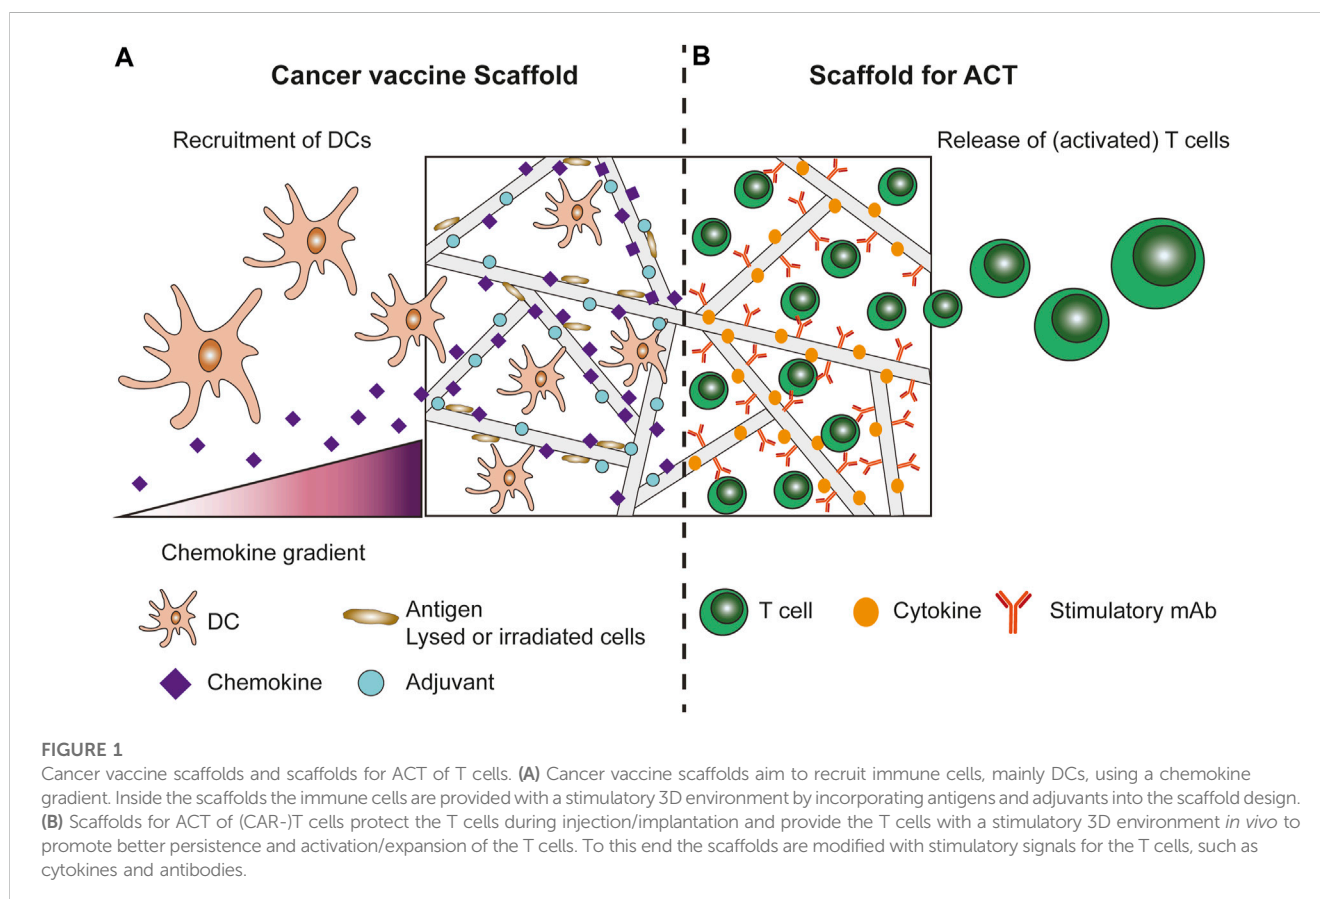 A
B
Cancer vaccine Scaffold
Scaffold for ACT
Recruitment of DCs
Release of (activated) T cells
Chemokine gradient
DC
Antigen
Lysed or irradiated cells
Chemokine
Adjuvant
T cell
Cytokine
Stimulatory mAb
FIGURE 1
Cancer vaccine scaffolds and scaffolds for ACT of T cells. (A) Cancer vaccine scaffolds aim to recruit immune cells, mainly DCs, using a chemokine
gradient. Inside the scaffolds the immune cells are provided with a stimulatory 3D environment by incorporating antigens and adjuvants into the scaffold design.
(B) Scaffolds for ACT of (CAR-)T cells protect the T cells during injection/implantation and provide the T cells with a stimulatory 3D environment in vivo to
promote better persistence and activation/expansion of the T cells. To this end the scaffolds are modified with stimulatory signals for the T cells, such as
cytokines and antibodies.